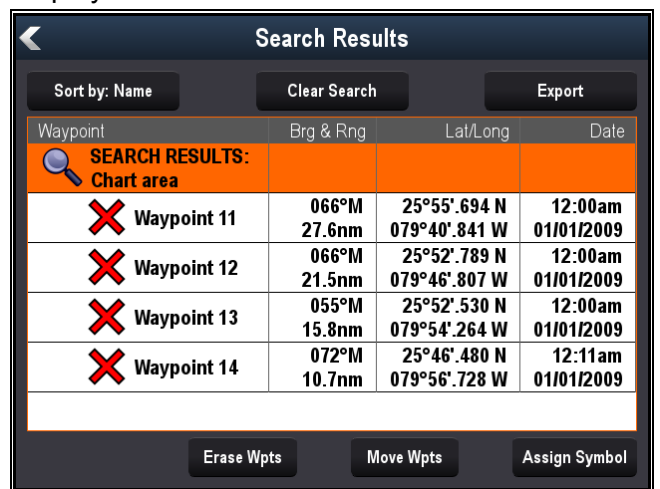 Search Results
Sort by: Name Clear Search Export
Waypoint Brg & Rng Lat/Long Date
SEARCH RESULTS:
Chart area
Waypoint 11 066°M 25°55'.694 N 12:00am
27.6nm 079°40'.841 W 01/01/2009
Waypoint 12 066°M 25°52'.789 N 12:00am
21.5nm 079°46'.807 W 01/01/2009
Waypoint 13 055°M 25°52'.530 N 12:00am
15.8nm 079°54'.264 W 01/01/2009
Waypoint 14 072°M 25°46'.480 N 12:11am
10.7nm 079°56'.728 W 01/01/2009
Erase Wpts Move Wpts Assign Symbol